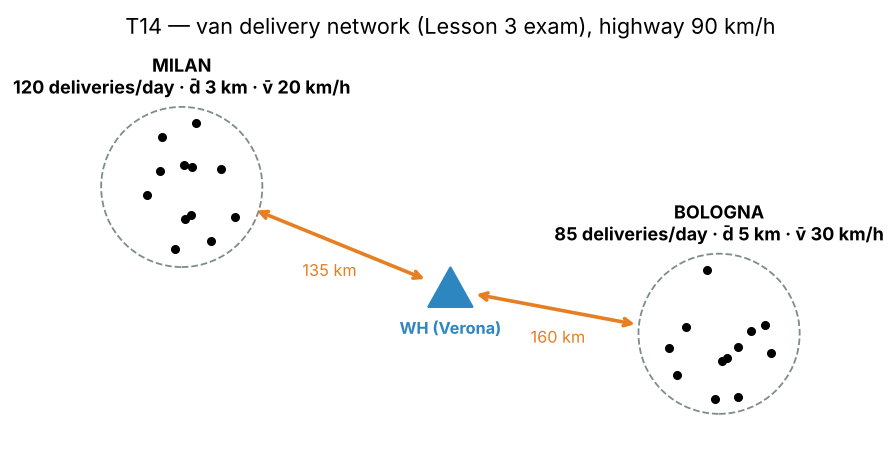 T14 — van delivery network (Lesson 3 exam), highway 90 km/h
MILAN
120 deliveries/day · d̄ 3 km · v̄ 20 km/h
BOLOGNA
85 deliveries/day · d̄ 5 km · v̄ 30 km/h
135 km
WH (Verona)
160 km